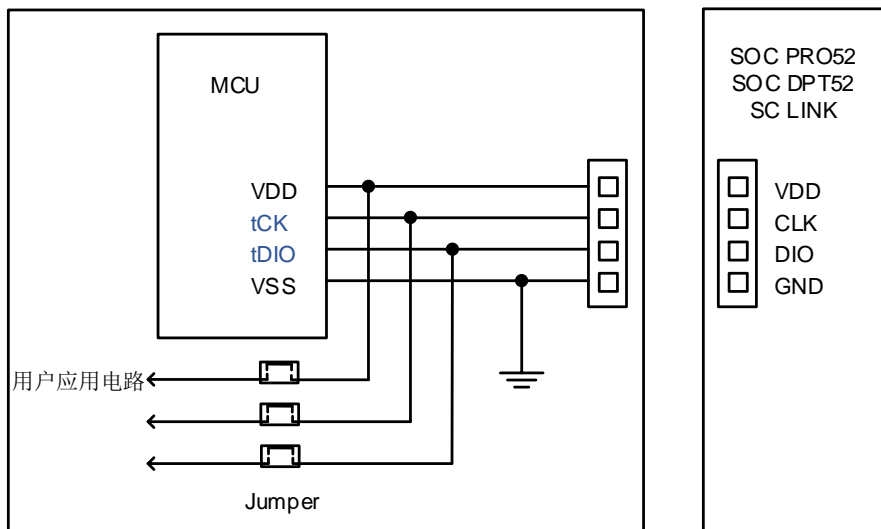 MCU
VDD
tCK
tDIO
VSS
用户应用电路
Jumper
SOC PRO52
SOC DPT52
SC LINK
VDD
CLK
DIO
GND